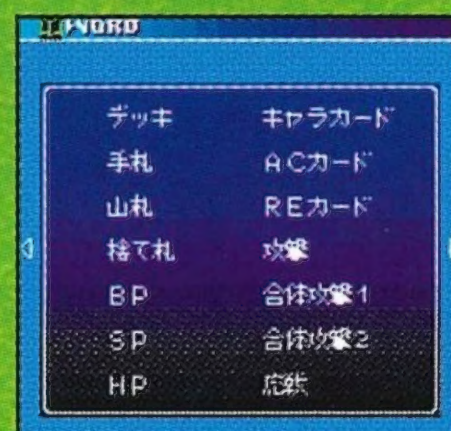 WORD
デッキ キャラカード
手札 ACカード
山札 REカード
捨て札 攻撃
BP 合体攻撃1
SP 合体攻撃2
HP 応戦